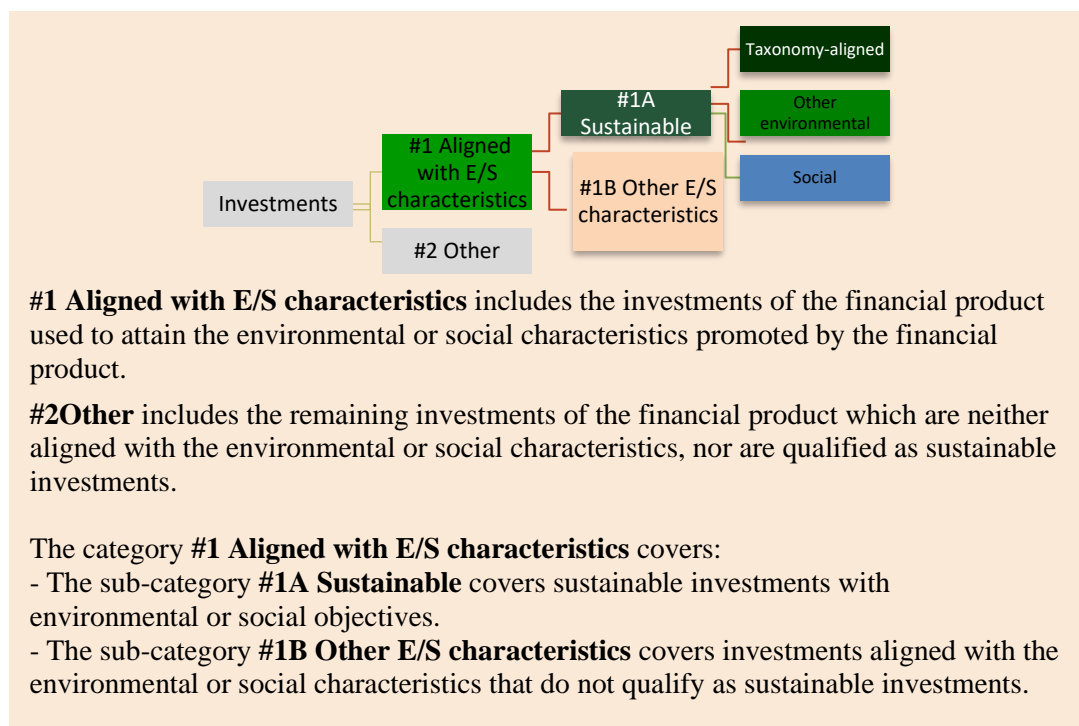 Taxonomy-aligned
#1A
Sustainable
Other
environmental
#1 Aligned
with E/S
characteristics
Social
#1B Other E/S
characteristics
Investments
#2 Other
#1 Aligned with E/S characteristics includes the investments of the financial product
used to attain the environmental or social characteristics promoted by the financial
product.
#2Other includes the remaining investments of the financial product which are neither
aligned with the environmental or social characteristics, nor are qualified as sustainable
investments.
The category #1 Aligned with E/S characteristics covers:
- The sub-category #1A Sustainable covers sustainable investments with
environmental or social objectives.
- The sub-category #1B Other E/S characteristics covers investments aligned with the
environmental or social characteristics that do not qualify as sustainable investments.